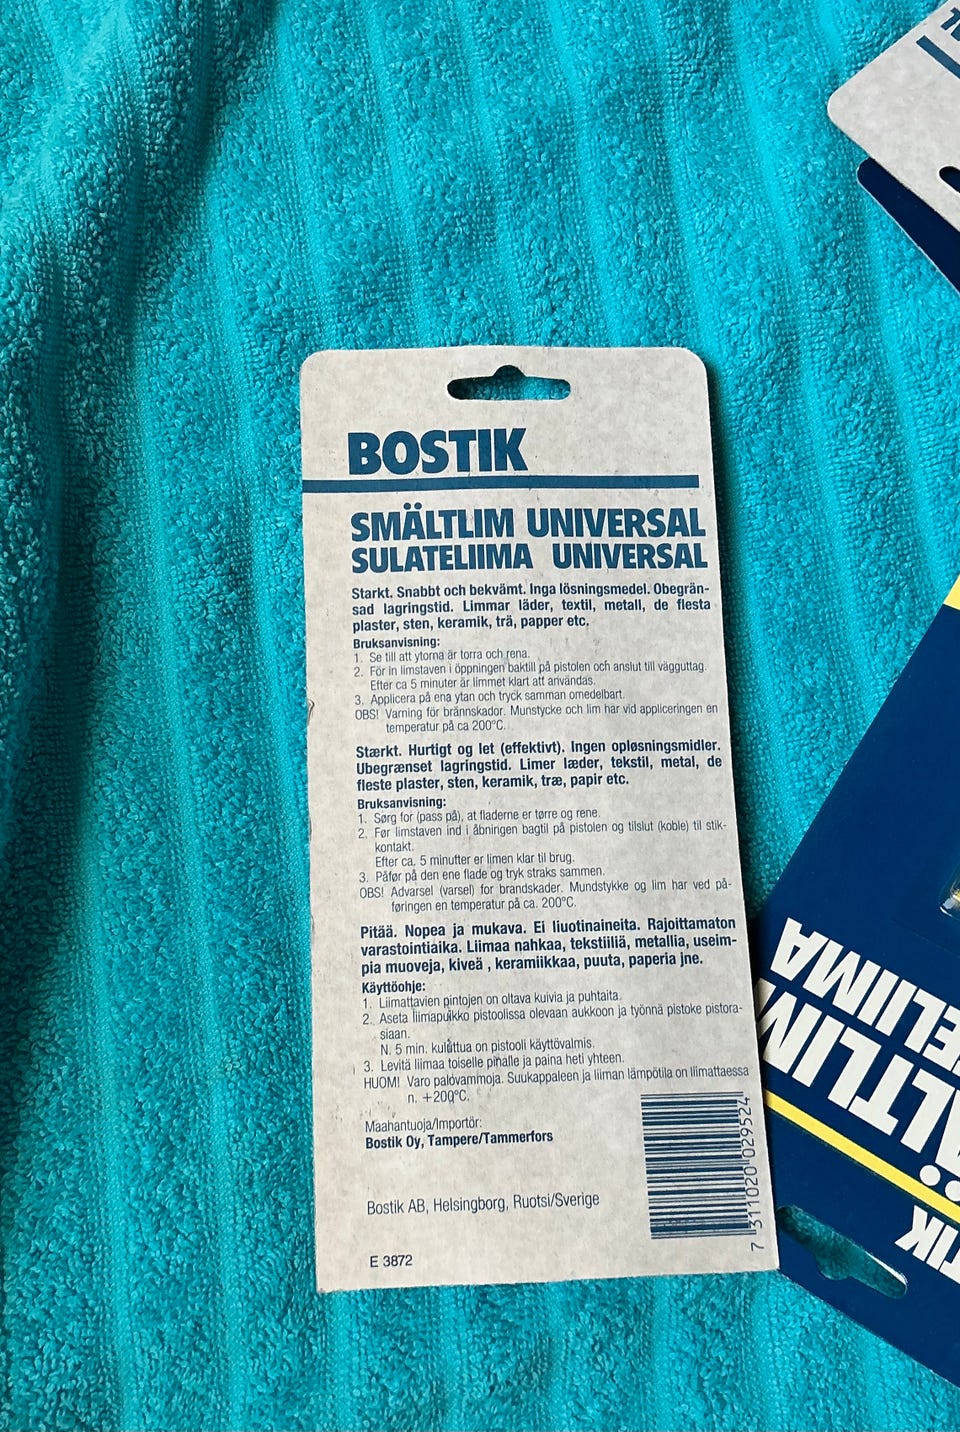 BOSTIK
SMÄLTLIM UNIVERSAL
SULATELIIMA UNIVERSAL
Starkt. Snabbt och bekvämt. Inga lösningsmedel. Obegrän-
sad lagringstid. Limmar läder, textil, metall, de flesta
plaster, sten, keramik, trä, papper etc.
Bruksanvisning:
1. Se till att ytorna är torra och rena.
2. För in limstaven i öppningen baktill på pistolen och anslut till vägguttag.
Efter ca 5 minuter är limmet klart att användas.
3. Applicera på ena ytan och tryck samman omedelbart.
OBS! Varning för brännskador. Munstycke och lim har vid appliceringen en
temperatur på ca 200°C.
Stærkt. Hurtigt og let (effektivt). Ingen opløsningsmidler.
Ubegrænset lagringstid. Limer læder, tekstil, metal, de
fleste plaster, sten, keramik, træ, papir etc.
Bruksanvisning:
1. Sørg for (pass på), at fladerne er tørre og rene.
2. Før limstaven ind i åbningen bagtil på pistolen og tilslut (koble) til stik-
kontakt.
Efter ca. 5 minutter er limen klar til brug.
3. Påfør på den ene flade og tryk straks sammen.
OBS! Advarsel (varsel) for brandskader. Mundstykke og lim har ved på-
føringen en temperatur på ca. 200°C.
Pitää. Nopea ja mukava. Ei liuotinaineita. Rajoittamaton
varastointiaika. Liimaa nahkaa, tekstiiliä, metallia, useim-
pia muoveja, kiveä , keramiikkaa, puuta, paperia jne.
Käyttöohje:
1. Liimattavien pintojen on oltava kuivia ja puhtaita.
2. Aseta liimapuikko pistoolissa olevaan aukkoon ja työnnä pistoke pistora-
siaan.
N. 5 min. kuluttua on pistooli käyttövalmis.
3. Levitä liimaa toiselle pinalle ja paina heti yhteen.
HUOM! Varo palovammoja. Suukappaleen ja liiman lämpötila on liimattaessa
n. +200°C.
Maahantuoja/Importör:
Bostik Oy, Tampere/Tammerfors
Bostik AB, Helsingborg, Ruotsi/Sverige
E 3872
7 311020 029524
TIK
ÄLTLIM
ELIIMA